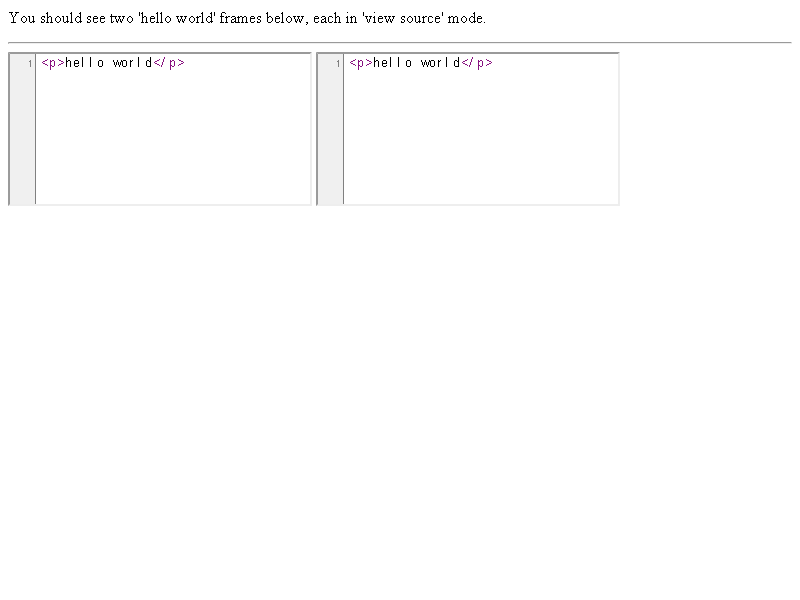 You should see two 'hello world' frames below, each in 'view source' mode.
1 <p>hello world</p>
1 <p>hello world</p>